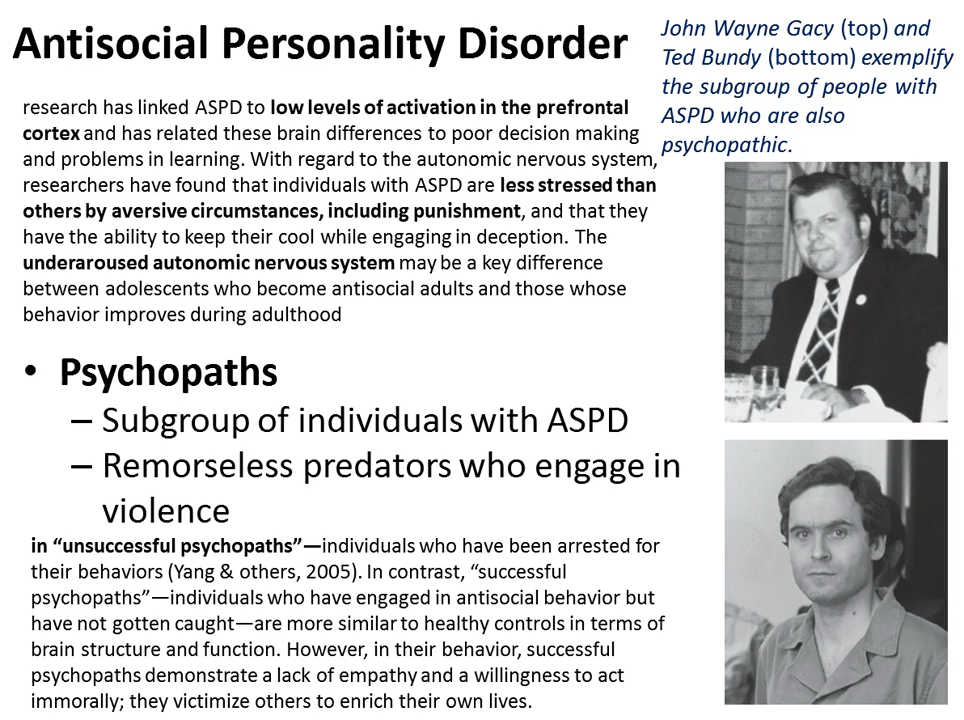 Antisocial Personality Disorder
John Wayne Gacy (top) and
Ted Bundy (bottom) exemplify
the subgroup of people with
ASPD who are also
psychopathic.
research has linked ASPD to low levels of activation in the prefrontal
cortex and has related these brain differences to poor decision making
and problems in learning. With regard to the autonomic nervous system,
researchers have found that individuals with ASPD are less stressed than
others by aversive circumstances, including punishment, and that they
have the ability to keep their cool while engaging in deception. The
underaroused autonomic nervous system may be a key difference
between adolescents who become antisocial adults and those whose
behavior improves during adulthood
• Psychopaths
– Subgroup of individuals with ASPD
– Remorseless predators who engage in
violence
in “unsuccessful psychopaths”—individuals who have been arrested for
their behaviors (Yang & others, 2005). In contrast, “successful
psychopaths”—individuals who have engaged in antisocial behavior but
have not gotten caught—are more similar to healthy controls in terms of
brain structure and function. However, in their behavior, successful
psychopaths demonstrate a lack of empathy and a willingness to act
immorally; they victimize others to enrich their own lives.